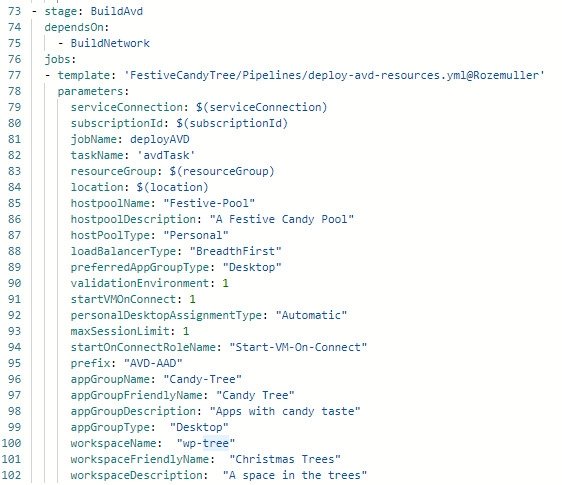 73 - stage: BuildAvd
74 dependsOn:
75 - BuildNetwork
76 jobs:
77 - template: 'FestiveCandyTree/Pipelines/deploy-avd-resources.yml@Rozemuller'
78 parameters:
79 serviceConnection: $(serviceConnection)
80 subscriptionId: $(subscriptionId)
81 jobName: deployAVD
82 taskName: 'avdTask'
83 resourceGroup: $(resourceGroup)
84 location: $(location)
85 hostpoolName: "Festive-Pool"
86 hostpoolDescription: "A Festive Candy Pool"
87 hostPoolType: "Personal"
88 loadBalancerType: "BreadthFirst"
89 preferredAppGroupType: "Desktop"
90 validationEnvironment: 1
91 startVMOnConnect: 1
92 personalDesktopAssignmentType: "Automatic"
93 maxSessionLimit: 1
94 startOnConnectRoleName: "Start-VM-On-Connect"
95 prefix: "AVD-AAD"
96 appGroupName: "Candy-Tree"
97 appGroupFriendlyName: "Candy Tree"
98 appGroupDescription: "Apps with candy taste"
99 appGroupType:  "Desktop"
100 workspaceName:  "wp-tree"
101 workspaceFriendlyName:  "Christmas Trees"
102 workspaceDescription:  "A space in the trees"